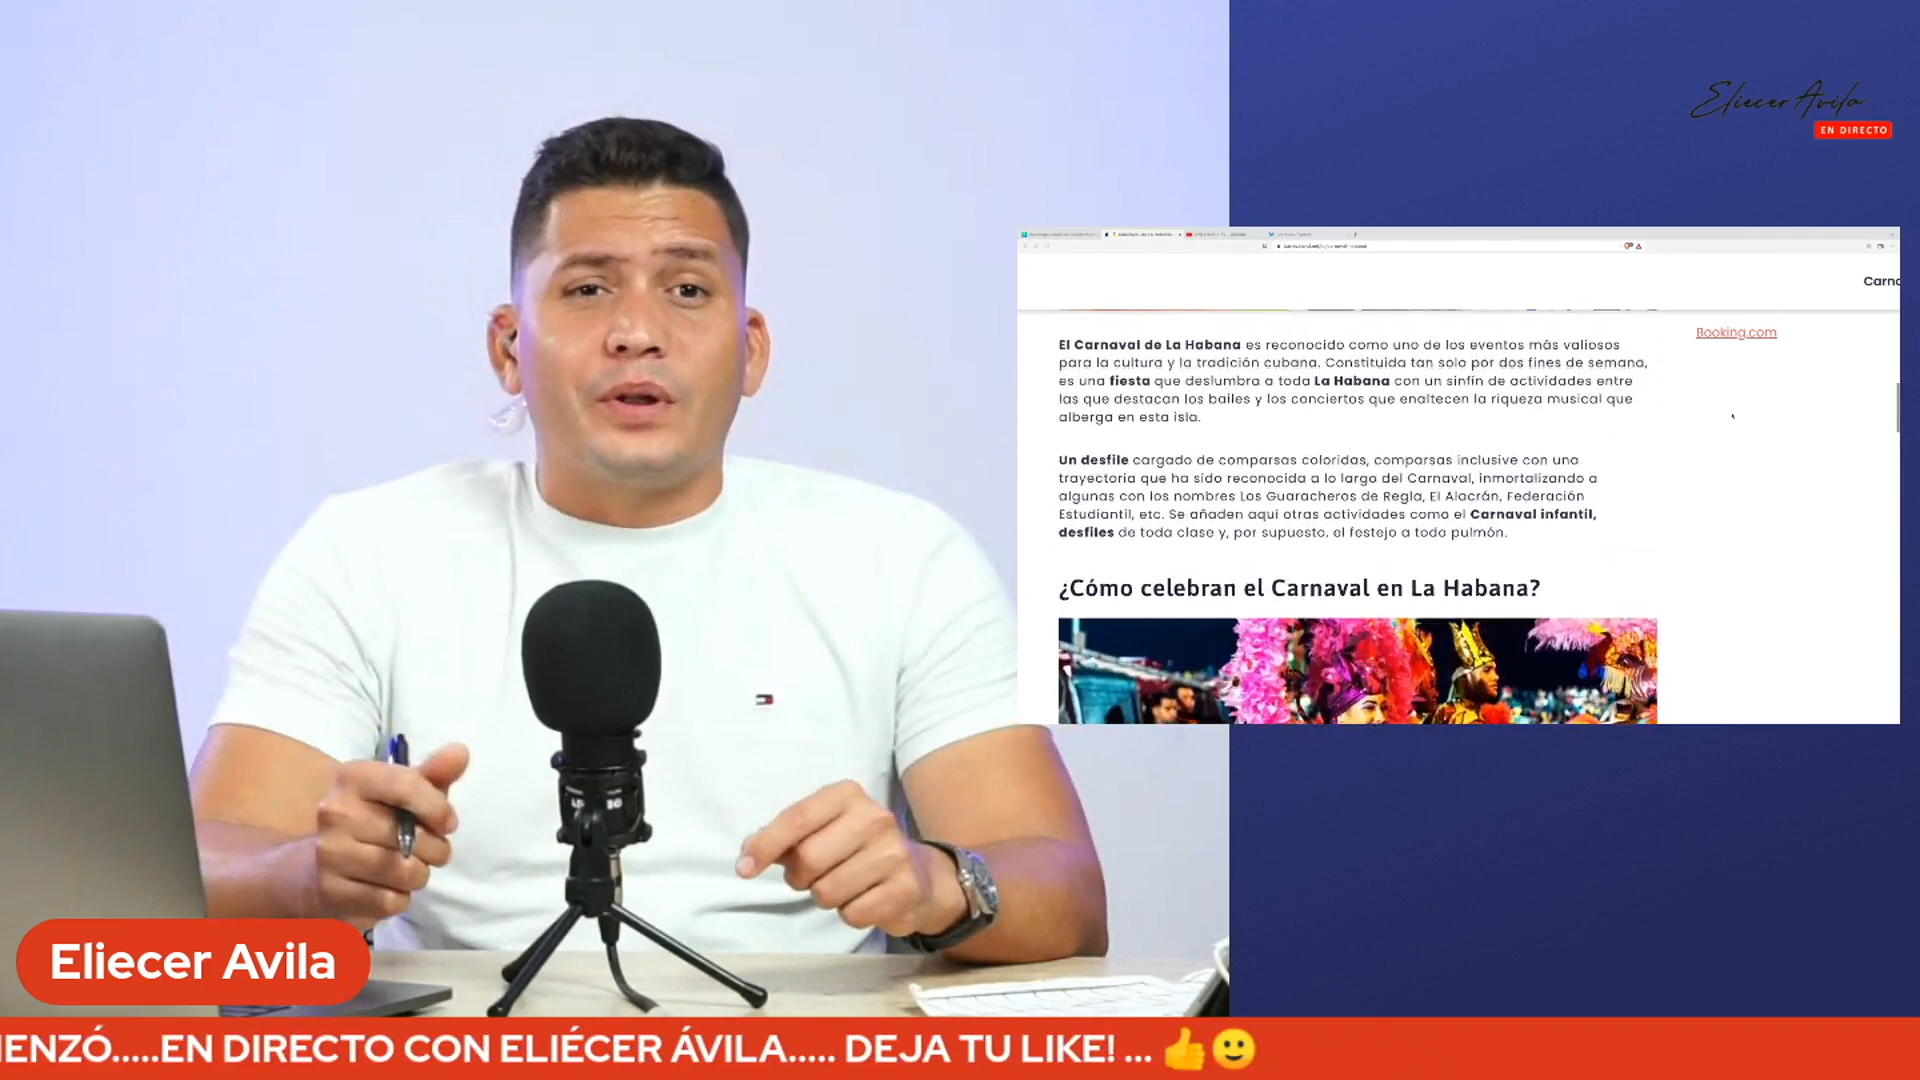 Eliecer Avila
EN DIRECTO
Carna
Booking.com
El Carnaval de La Habana es reconocido como uno de los eventos más valiosos
para la cultura y la tradición cubana. Constituida tan solo por dos fines de semana,
es una fiesta que deslumbra a toda La Habana con un sinfín de actividades entre
las que destacan los bailes y los conciertos que enaltecen la riqueza musical que
alberga en esta isla.
Un desfile cargado de comparsas coloridas, comparsas inclusive con una
trayectoria que ha sido reconocida a lo largo del Carnaval, inmortalizando a
algunas con los nombres Los Guaracheros de Regla, El Alacrán, Federación
Estudiantil, etc. Se añaden aquí otras actividades como el Carnaval infantil,
desfiles de toda clase y, por supuesto, el festejo a todo pulmón.
¿Cómo celebran el Carnaval en La Habana?
Eliecer Avila
IENZÓ.....EN DIRECTO CON ELIÉCER ÁVILA..... DEJA TU LIKE! ... 👍🙂